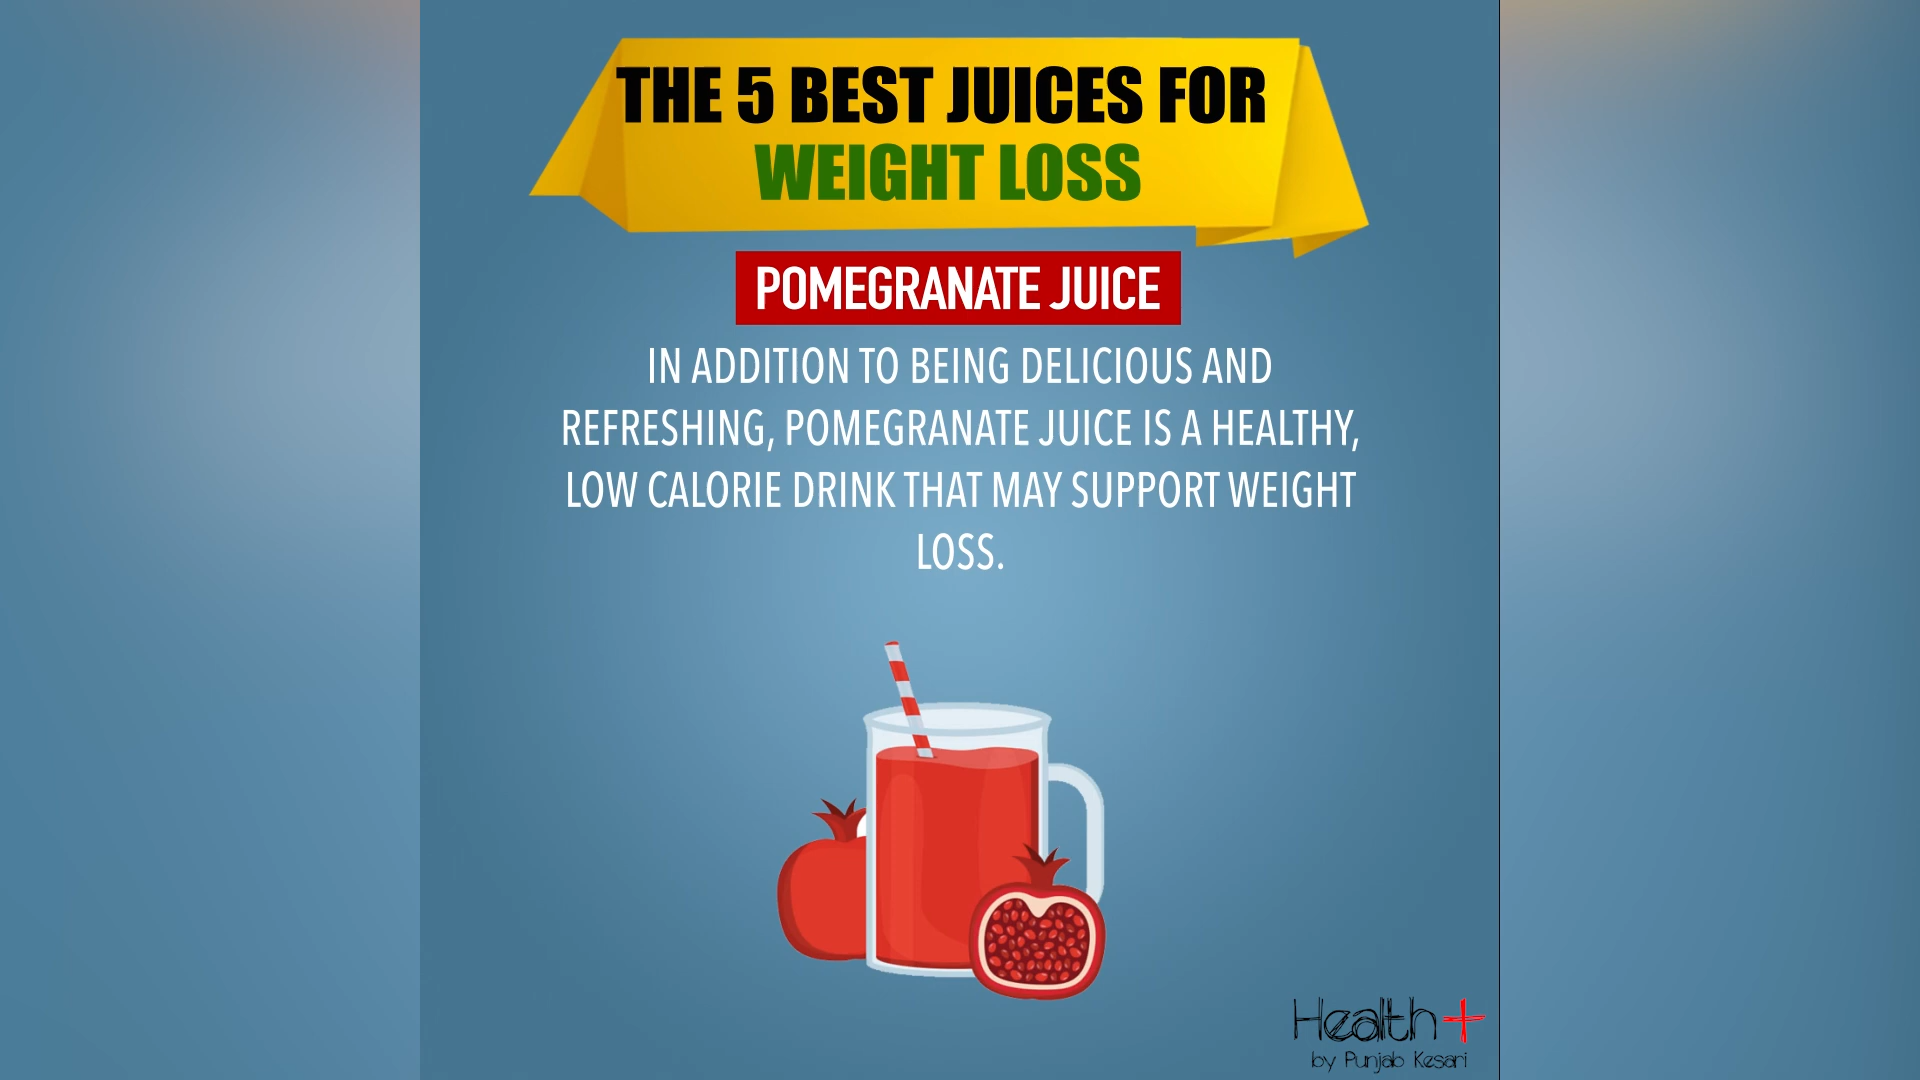 THE 5 BEST JUICES FOR
WEIGHT LOSS
POMEGRANATE JUICE
IN ADDITION TO BEING DELICIOUS AND
REFRESHING, POMEGRANATE JUICE IS A HEALTHY,
LOW CALORIE DRINK THAT MAY SUPPORT WEIGHT
LOSS.
Health+
by Punjab Kesari